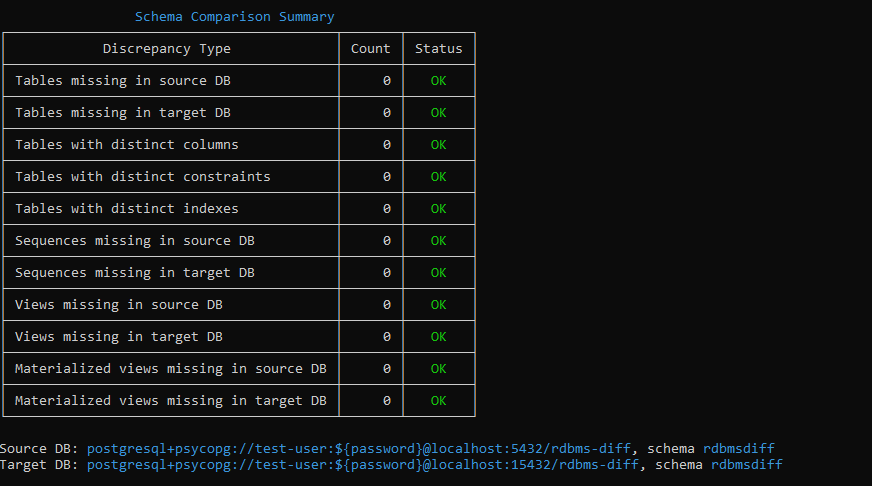 Schema Comparison Summary
Discrepancy Type Count Status
Tables missing in source DB 0 OK
Tables missing in target DB 0 OK
Tables with distinct columns 0 OK
Tables with distinct constraints 0 OK
Tables with distinct indexes 0 OK
Sequences missing in source DB 0 OK
Sequences missing in target DB 0 OK
Views missing in source DB 0 OK
Views missing in target DB 0 OK
Materialized views missing in source DB 0 OK
Materialized views missing in target DB 0 OK
Source DB: postgresql+psycopg://test-user:${password}@localhost:5432/rdbms-diff, schema rdbmsdiff
Target DB: postgresql+psycopg://test-user:${password}@localhost:15432/rdbms-diff, schema rdbmsdiff